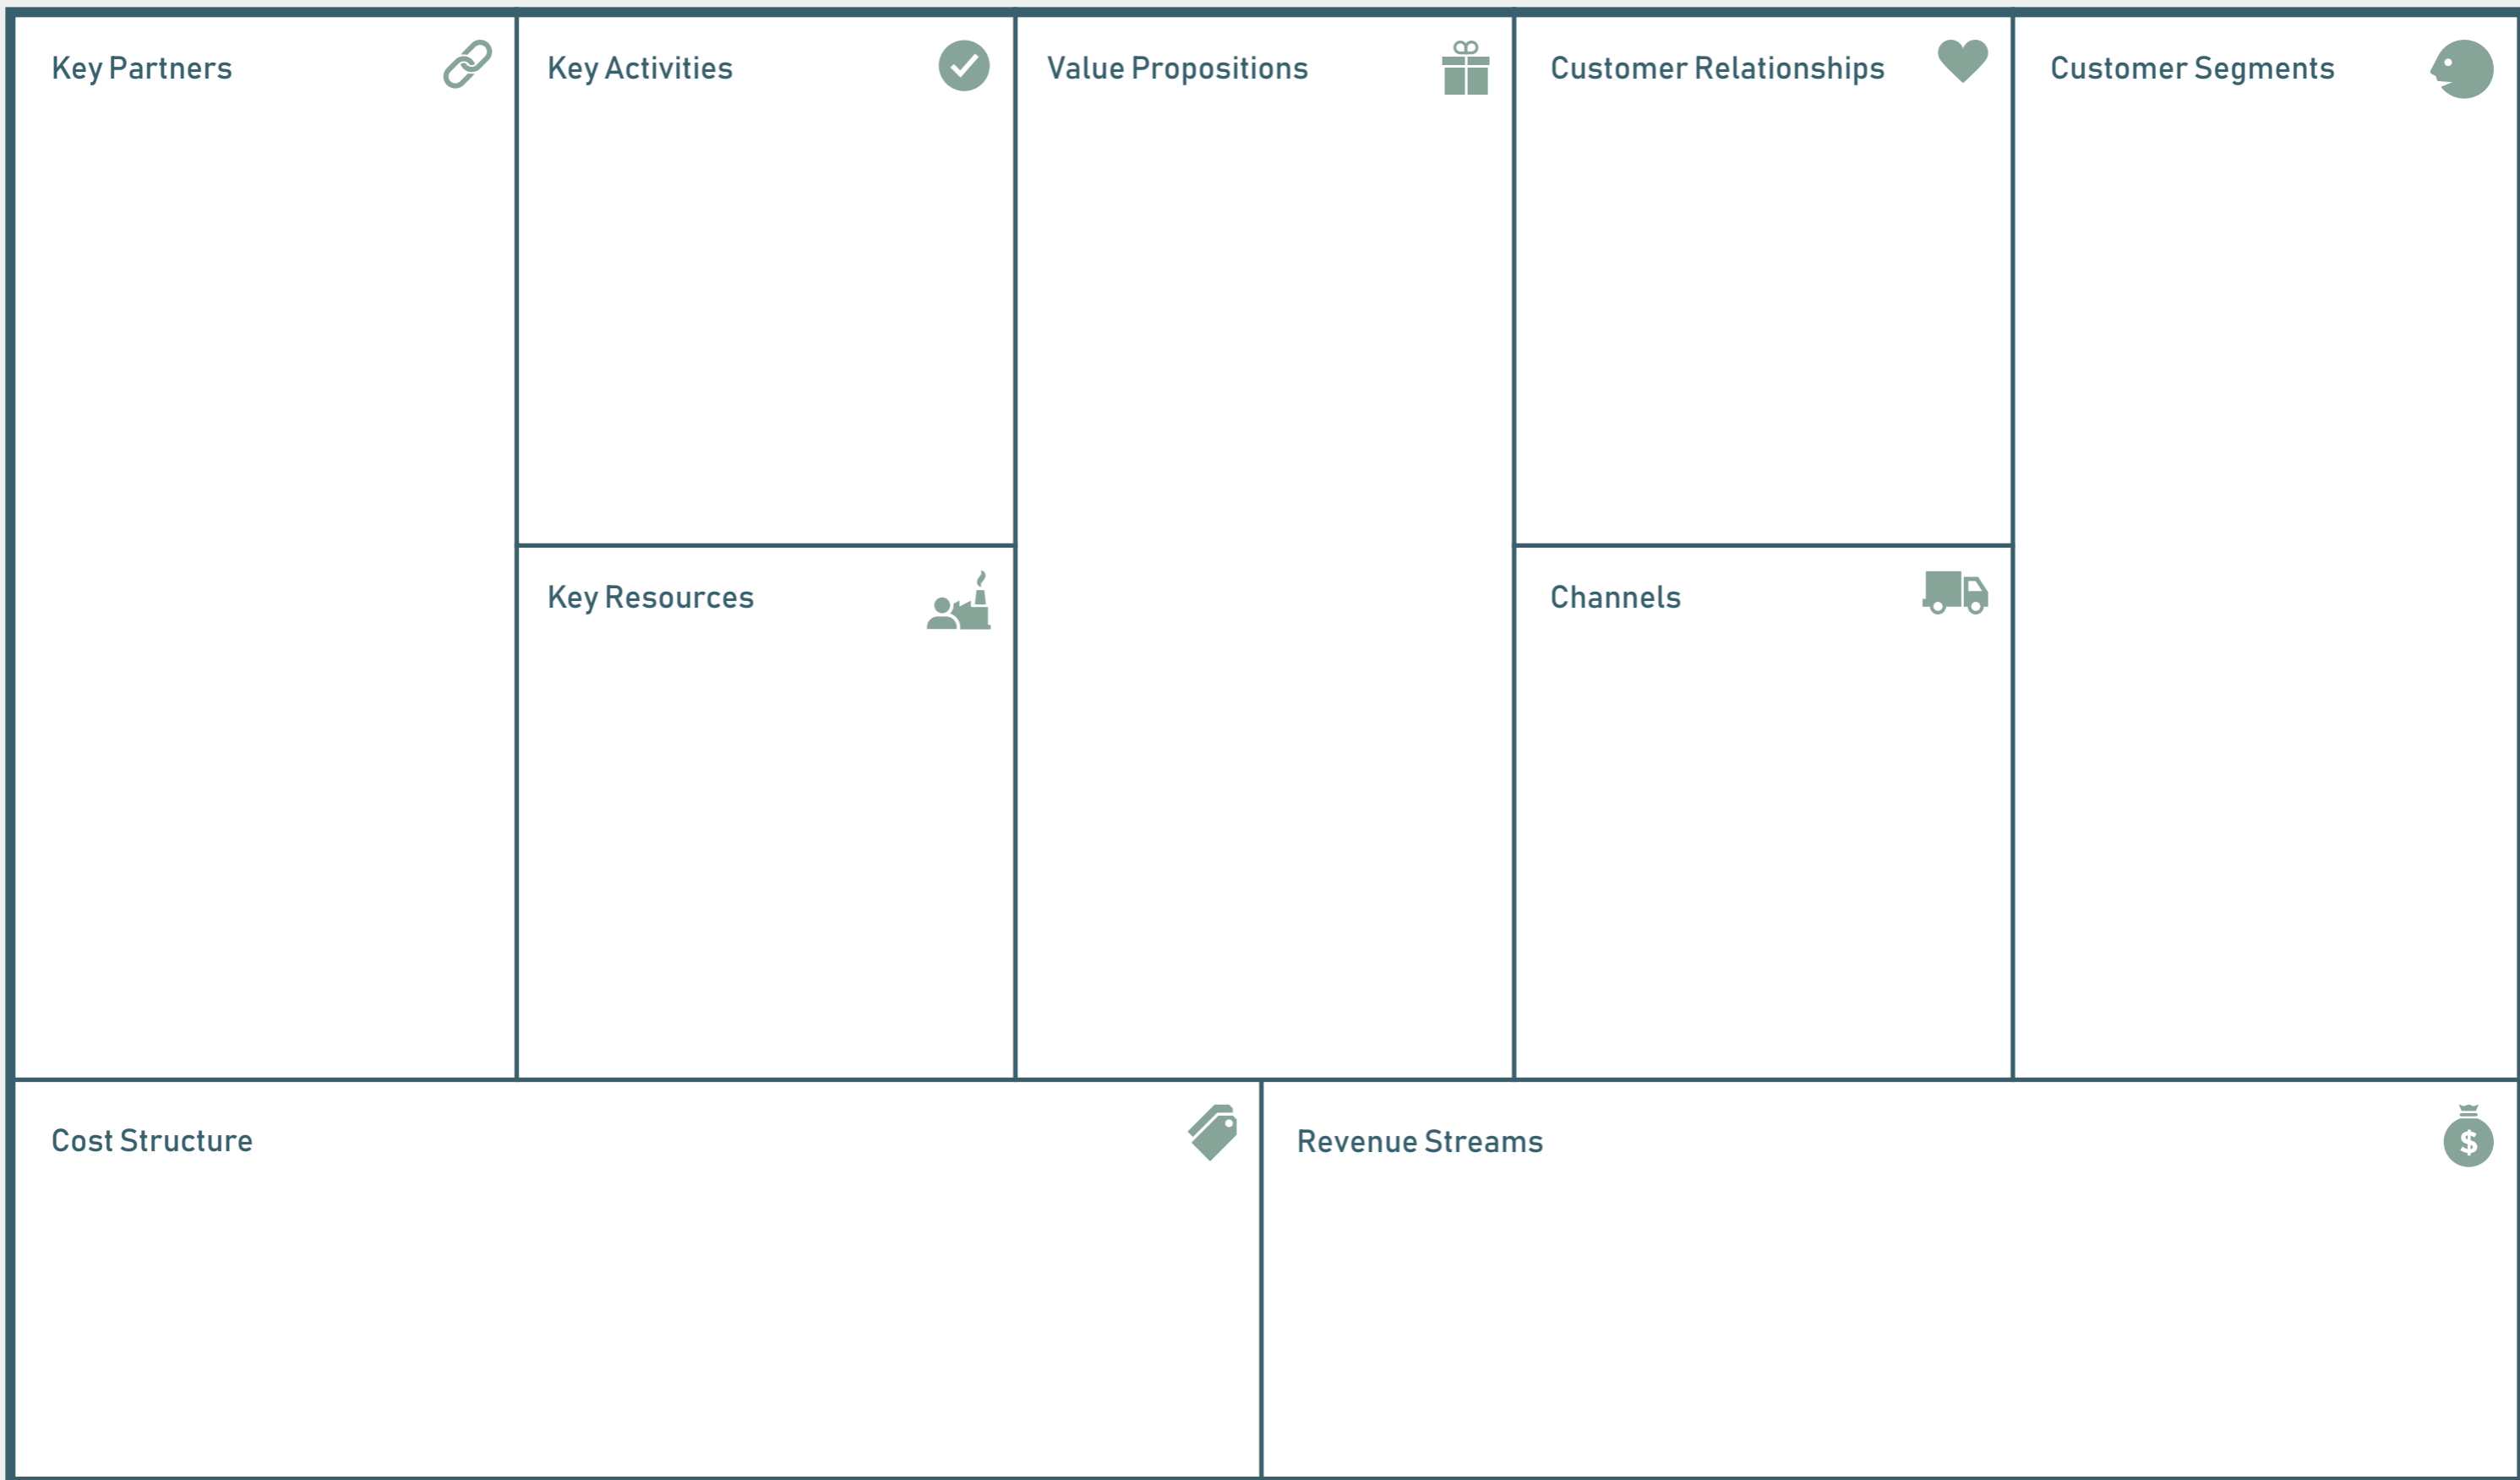 Key Partners
Key Activities
Value Propositions
Customer Relationships
Customer Segments
Key Resources
Channels
Cost Structure
Revenue Streams
$